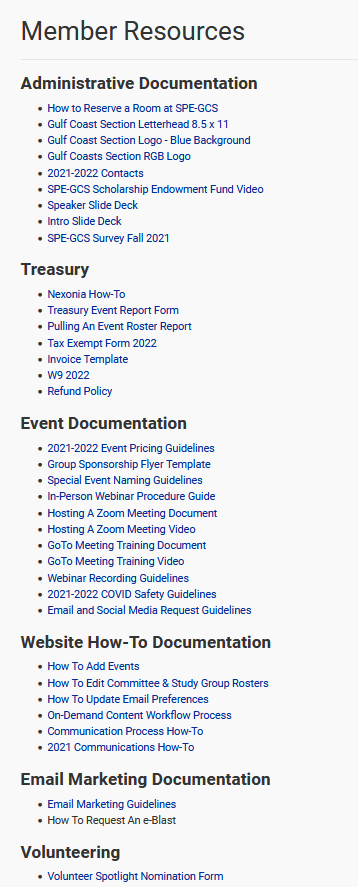 Member Resources
Administrative Documentation
How to Reserve a Room at SPE-GCS
Gulf Coast Section Letterhead 8.5 x 11
Gulf Coast Section Logo - Blue Background
Gulf Coasts Section RGB Logo
2021-2022 Contacts
SPE-GCS Scholarship Endowment Fund Video
Speaker Slide Deck
Intro Slide Deck
SPE-GCS Survey Fall 2021
Treasury
Nexonia How-To
Treasury Event Report Form
Pulling An Event Roster Report
Tax Exempt Form 2022
Invoice Template
W9 2022
Refund Policy
Event Documentation
2021-2022 Event Pricing Guidelines
Group Sponsorship Flyer Template
Special Event Naming Guidelines
In-Person Webinar Procedure Guide
Hosting A Zoom Meeting Document
Hosting A Zoom Meeting Video
GoTo Meeting Training Document
GoTo Meeting Training Video
Webinar Recording Guidelines
2021-2022 COVID Safety Guidelines
Email and Social Media Request Guidelines
Website How-To Documentation
How To Add Events
How To Edit Committee & Study Group Rosters
How To Update Email Preferences
On-Demand Content Workflow Process
Communication Process How-To
2021 Communications How-To
Email Marketing Documentation
Email Marketing Guidelines
How To Request An e-Blast
Volunteering
Volunteer Spotlight Nomination Form